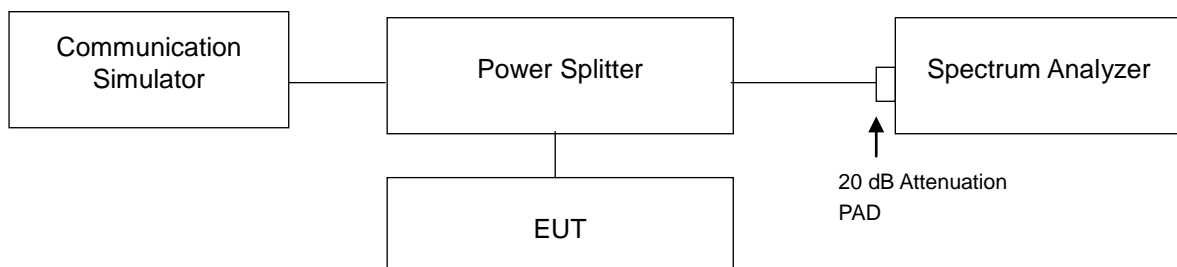 Communication
Simulator
Power Splitter
Spectrum Analyzer
20 dB Attenuation
PAD
EUT